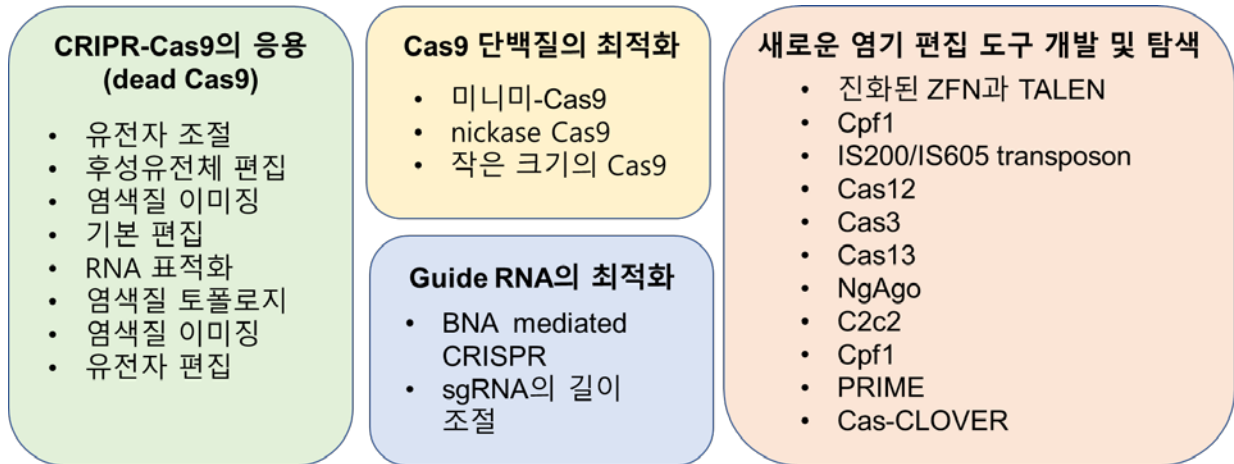 CRIPR-Cas9의 응용
(dead Cas9)
• 유전자 조절
• 후성유전체 편집
• 염색질 이미징
• 기본 편집
• RNA 표적화
• 염색질 토폴로지
• 염색질 이미징
• 유전자 편집
Cas9 단백질의 최적화
• 미니미-Cas9
• nickase Cas9
• 작은 크기의 Cas9
Guide RNA의 최적화
• BNA mediated
CRISPR
• sgRNA의 길이
조절
새로운 염기 편집 도구 개발 및 탐색
• 진화된 ZFN과 TALEN
• Cpf1
• IS200/IS605 transposon
• Cas12
• Cas3
• Cas13
• NgAgo
• C2c2
• Cpf1
• PRIME
• Cas-CLOVER